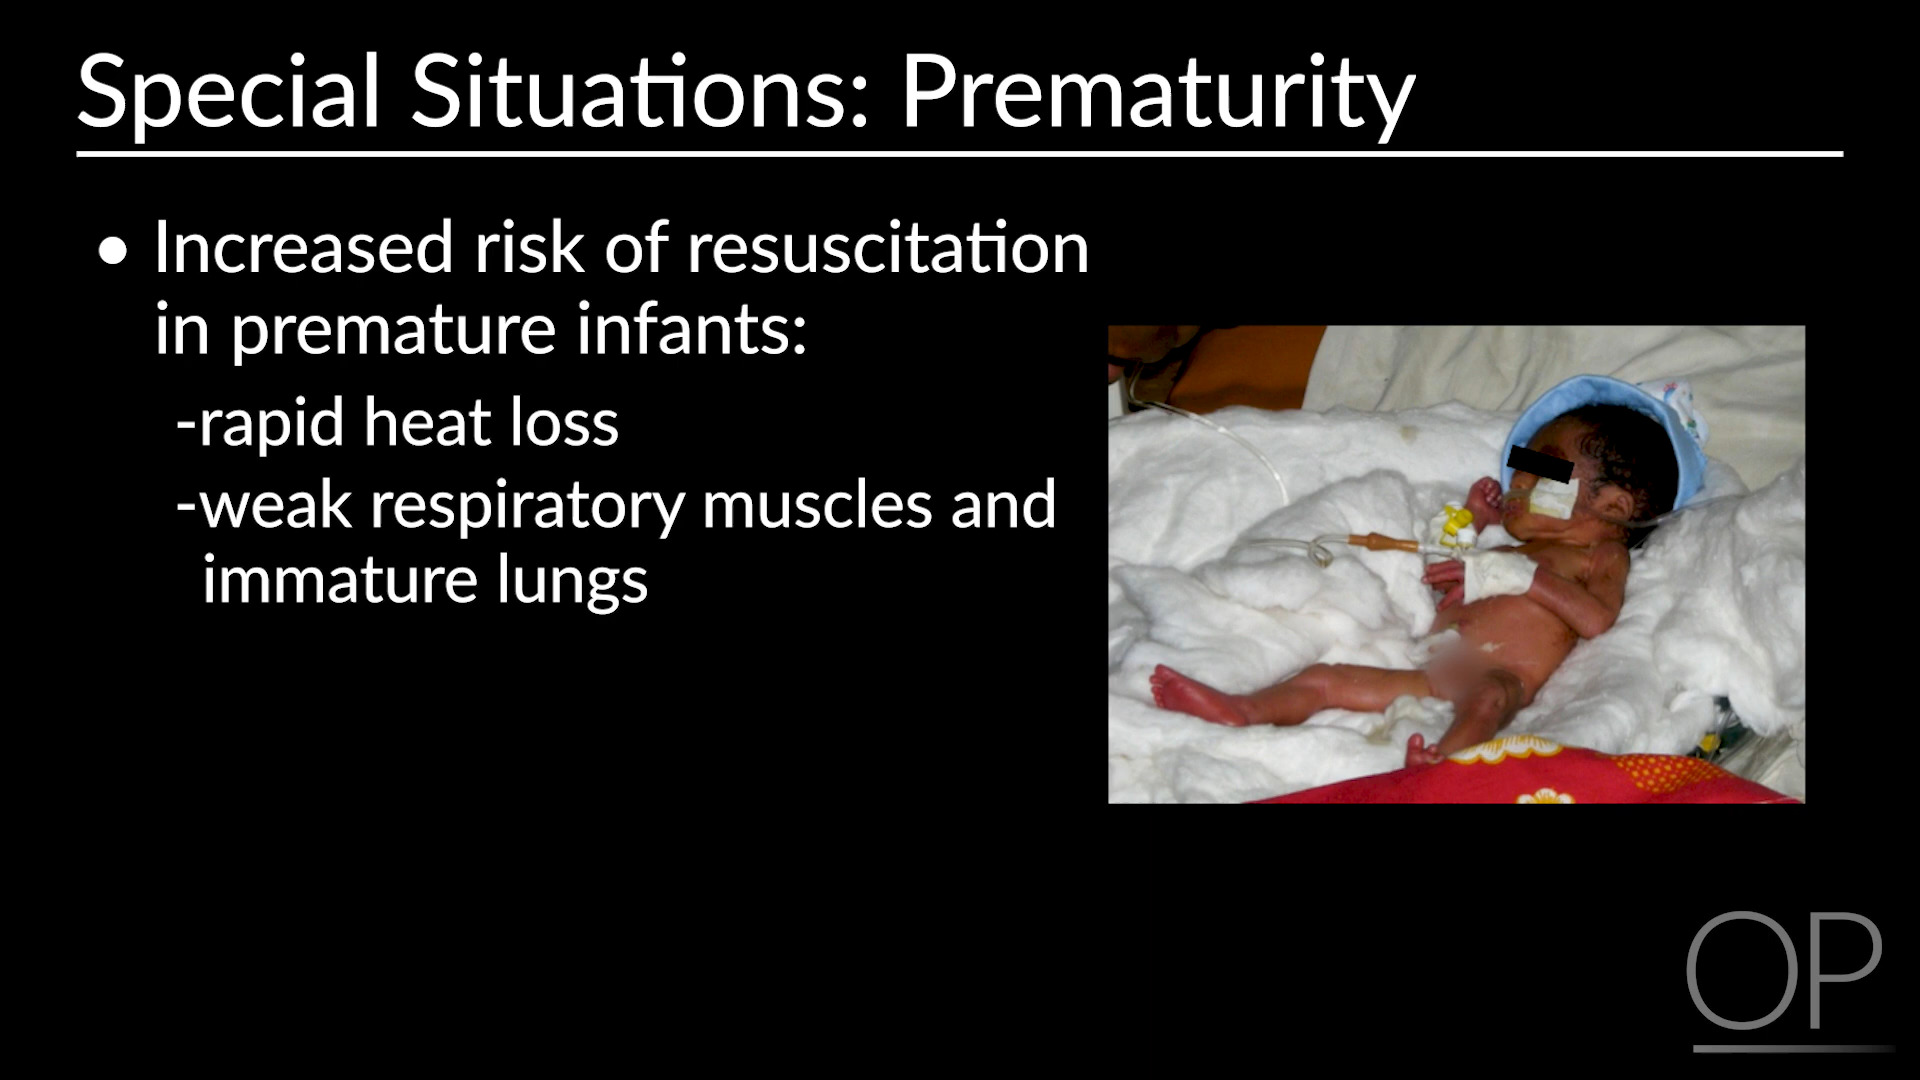 Special Situations: Prematurity
• Increased risk of resuscitation
in premature infants:
-rapid heat loss
-weak respiratory muscles and
immature lungs
OP